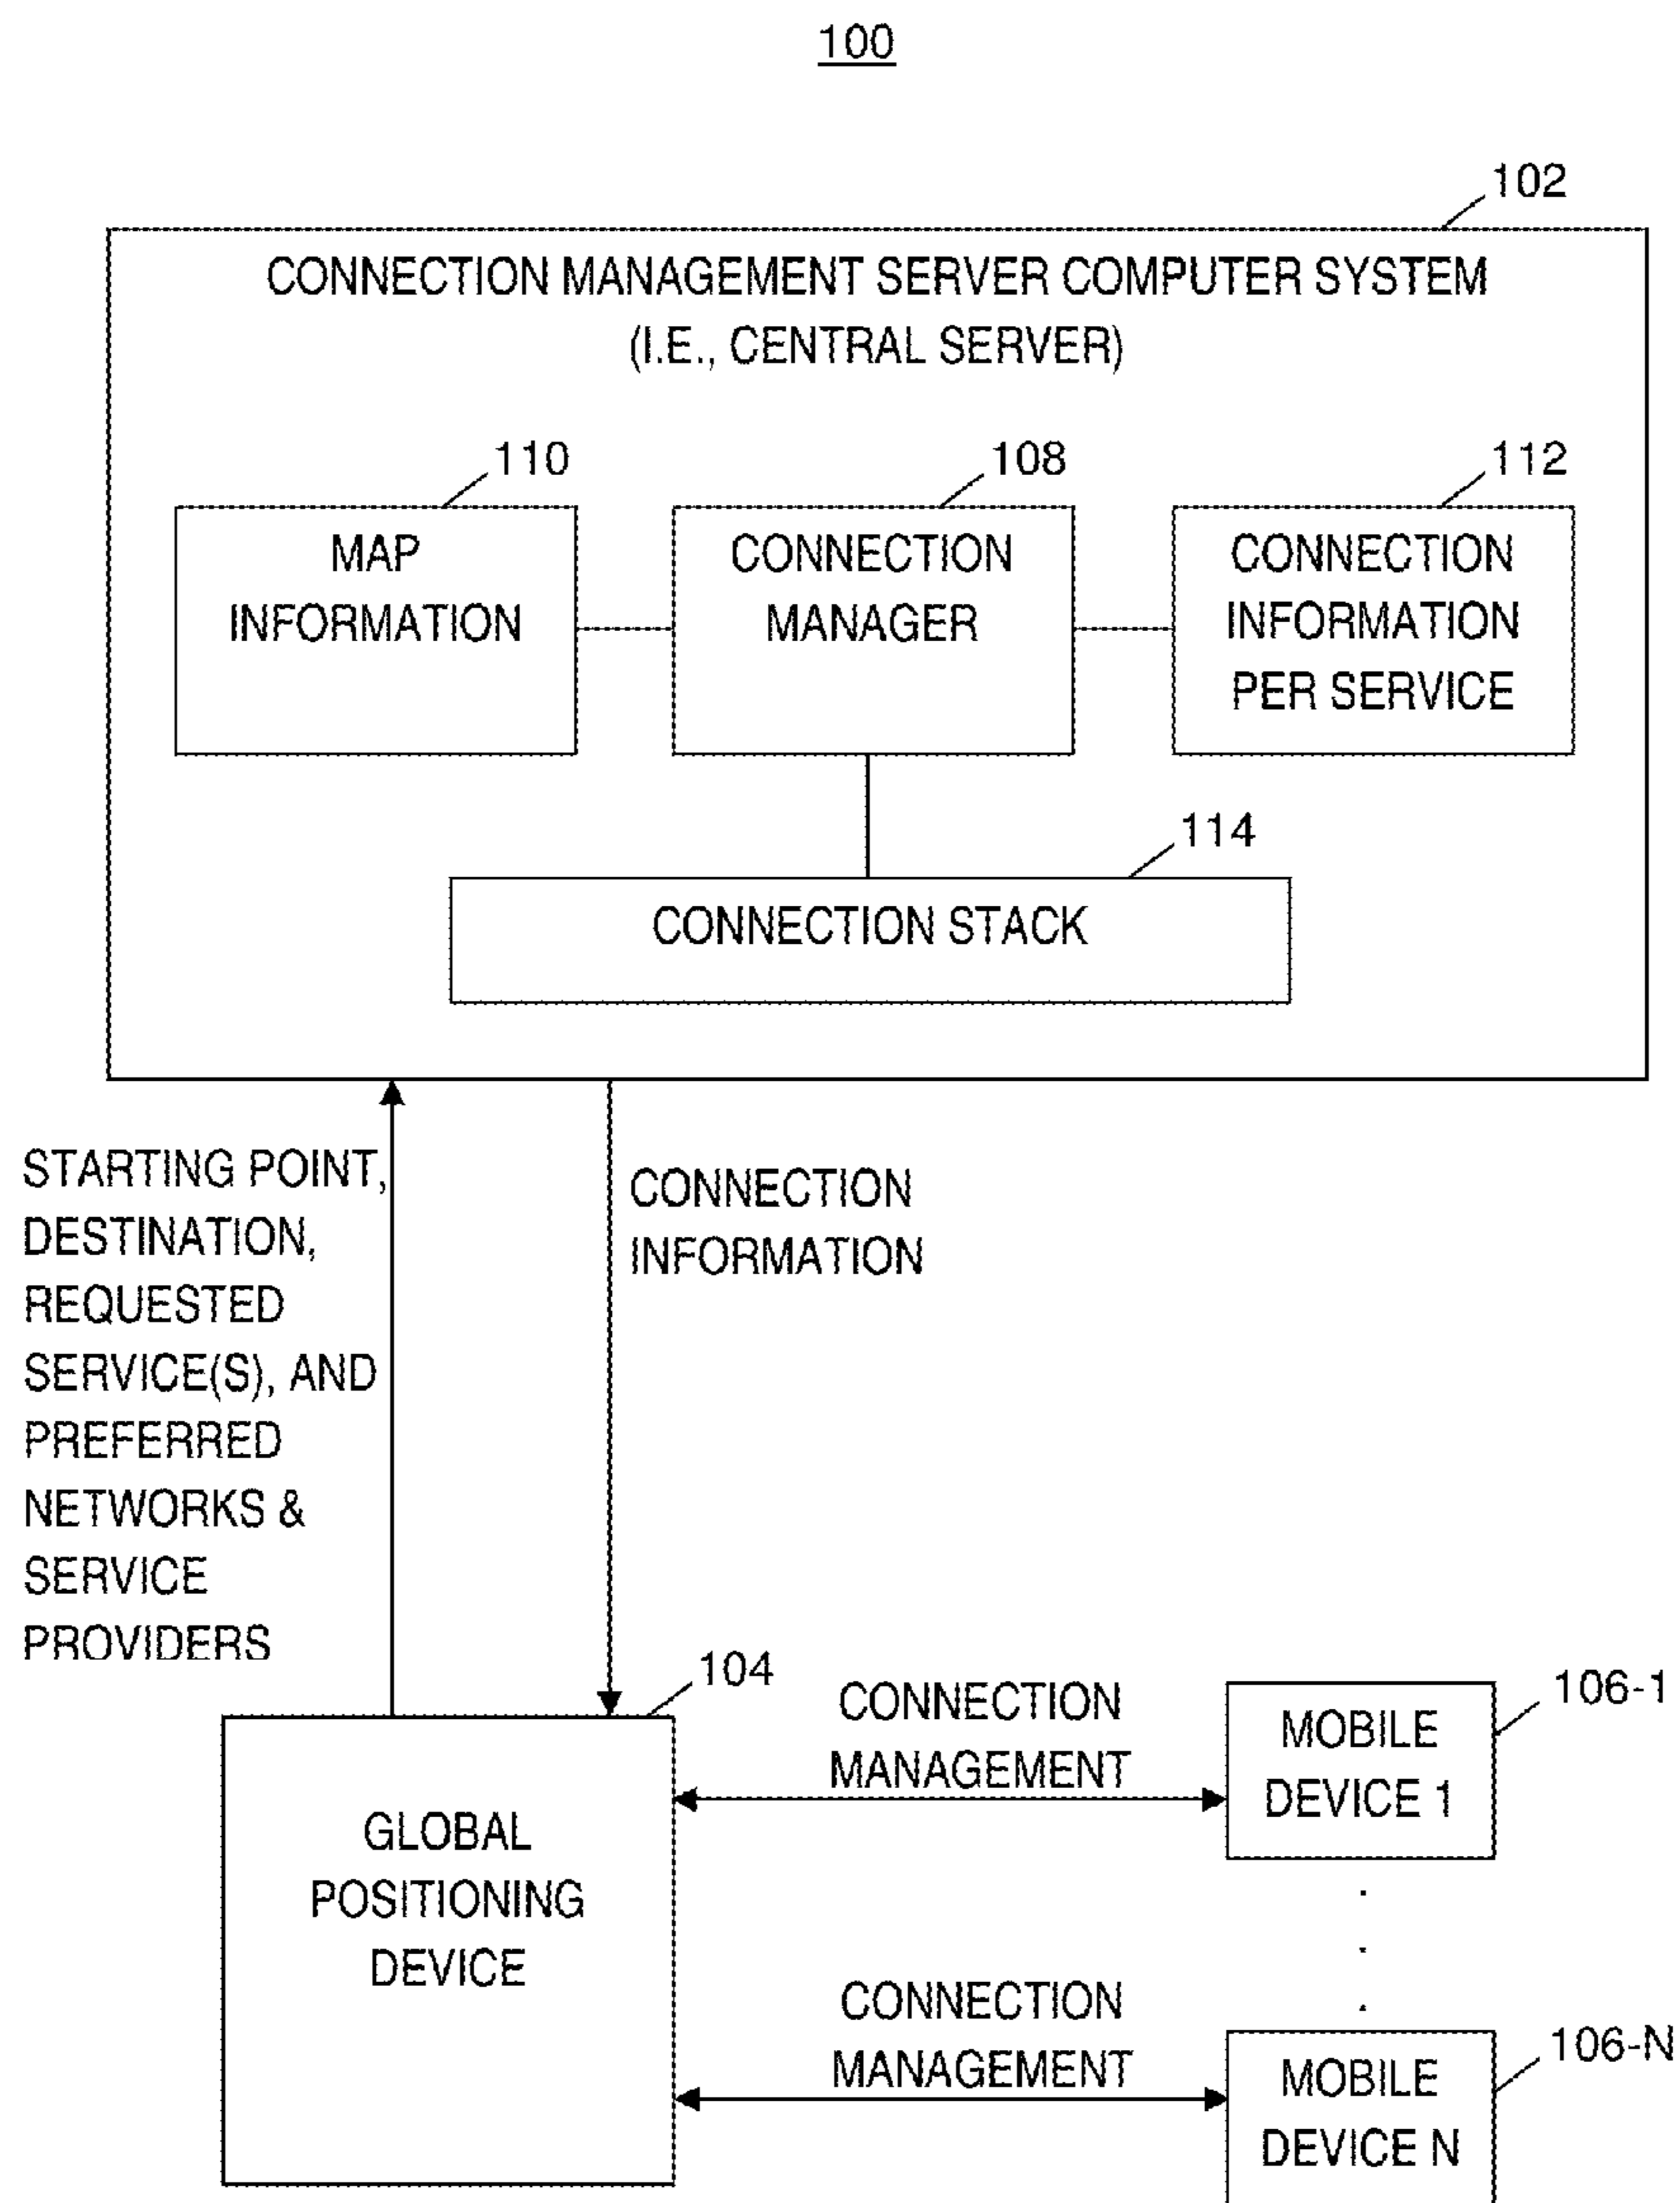 100
102
CONNECTION MANAGEMENT SERVER COMPUTER SYSTEM
(I.E., CENTRAL SERVER)
110
108
112
MAP
INFORMATION
CONNECTION
MANAGER
CONNECTION
INFORMATION
PER SERVICE
114
CONNECTION STACK
STARTING POINT,
DESTINATION,
REQUESTED
SERVICE(S), AND
PREFERRED
NETWORKS &
SERVICE
PROVIDERS
CONNECTION
INFORMATION
104
GLOBAL
POSITIONING
DEVICE
CONNECTION
MANAGEMENT
106-1
MOBILE
DEVICE 1
CONNECTION
MANAGEMENT
106-N
MOBILE
DEVICE N